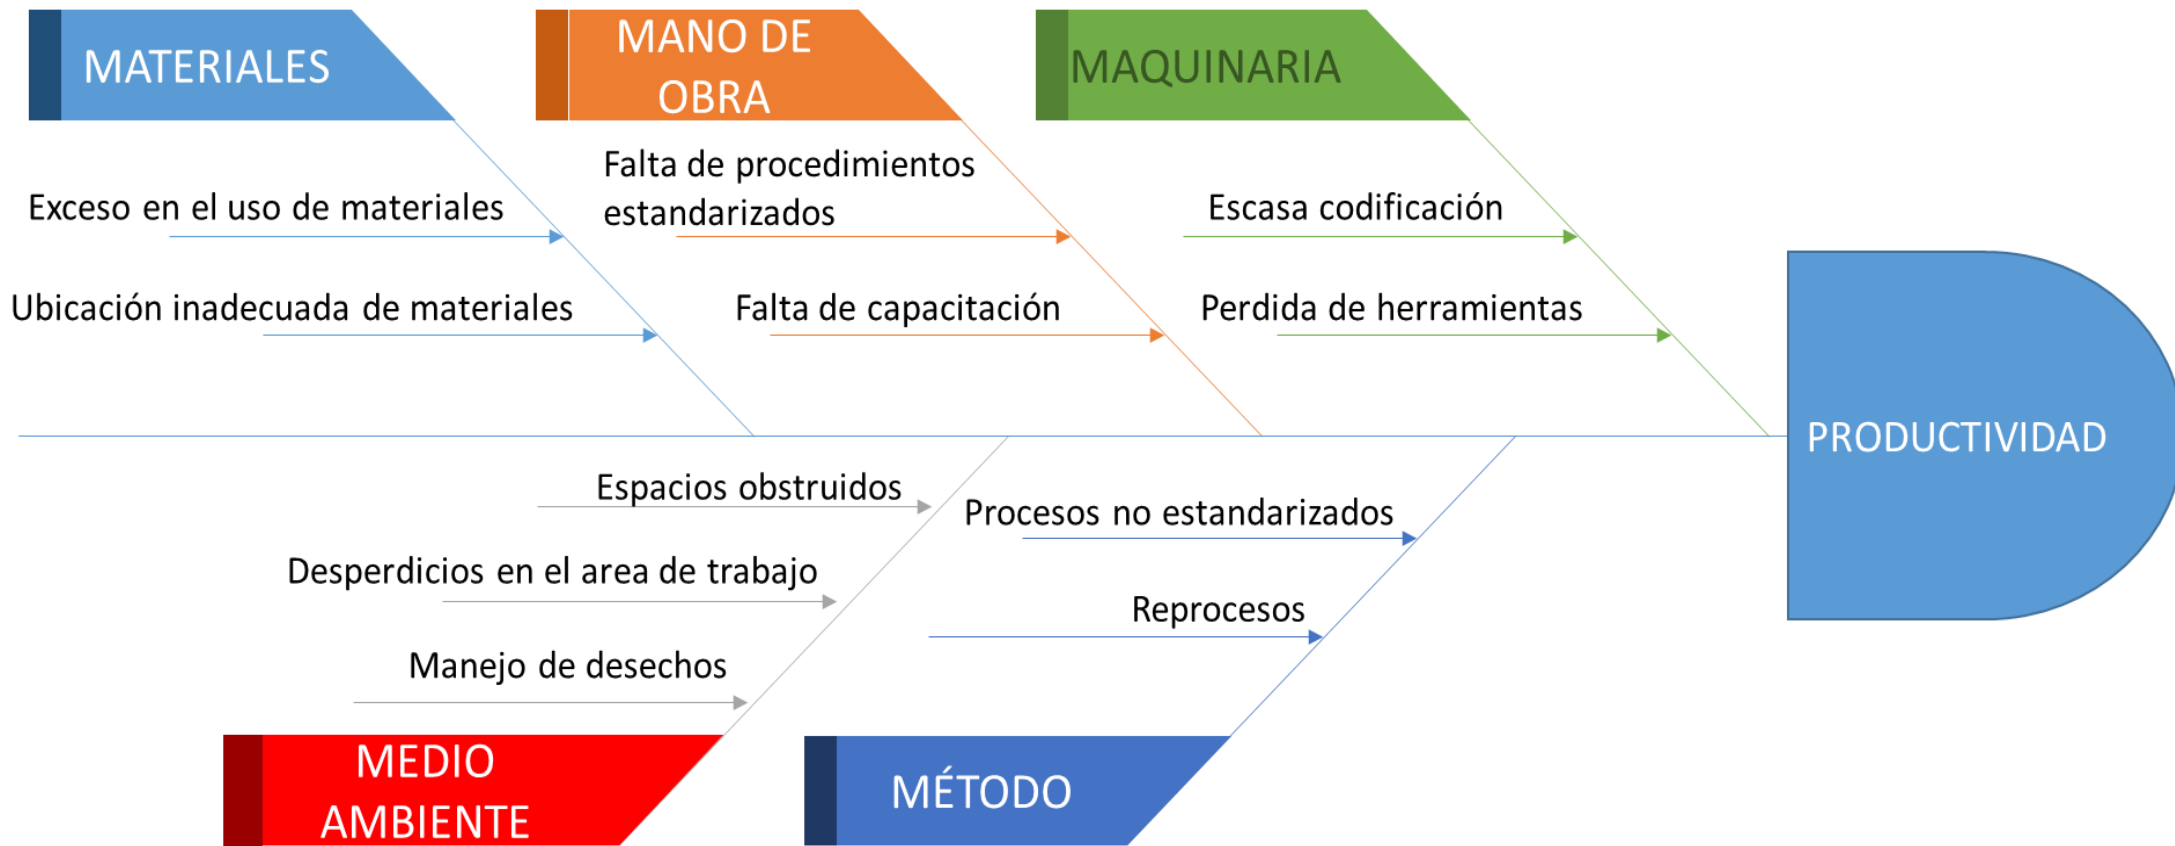 MATERIALES
MANO DE
OBRA
MAQUINARIA
Falta de procedimientos
estandarizados
Exceso en el uso de materiales
Escasa codificación
Ubicación inadecuada de materiales
Falta de capacitación
Perdida de herramientas
PRODUCTIVIDAD
Espacios obstruidos
Procesos no estandarizados
Desperdicios en el area de trabajo
Reprocesos
Manejo de desechos
MEDIO
AMBIENTE
MÉTODO